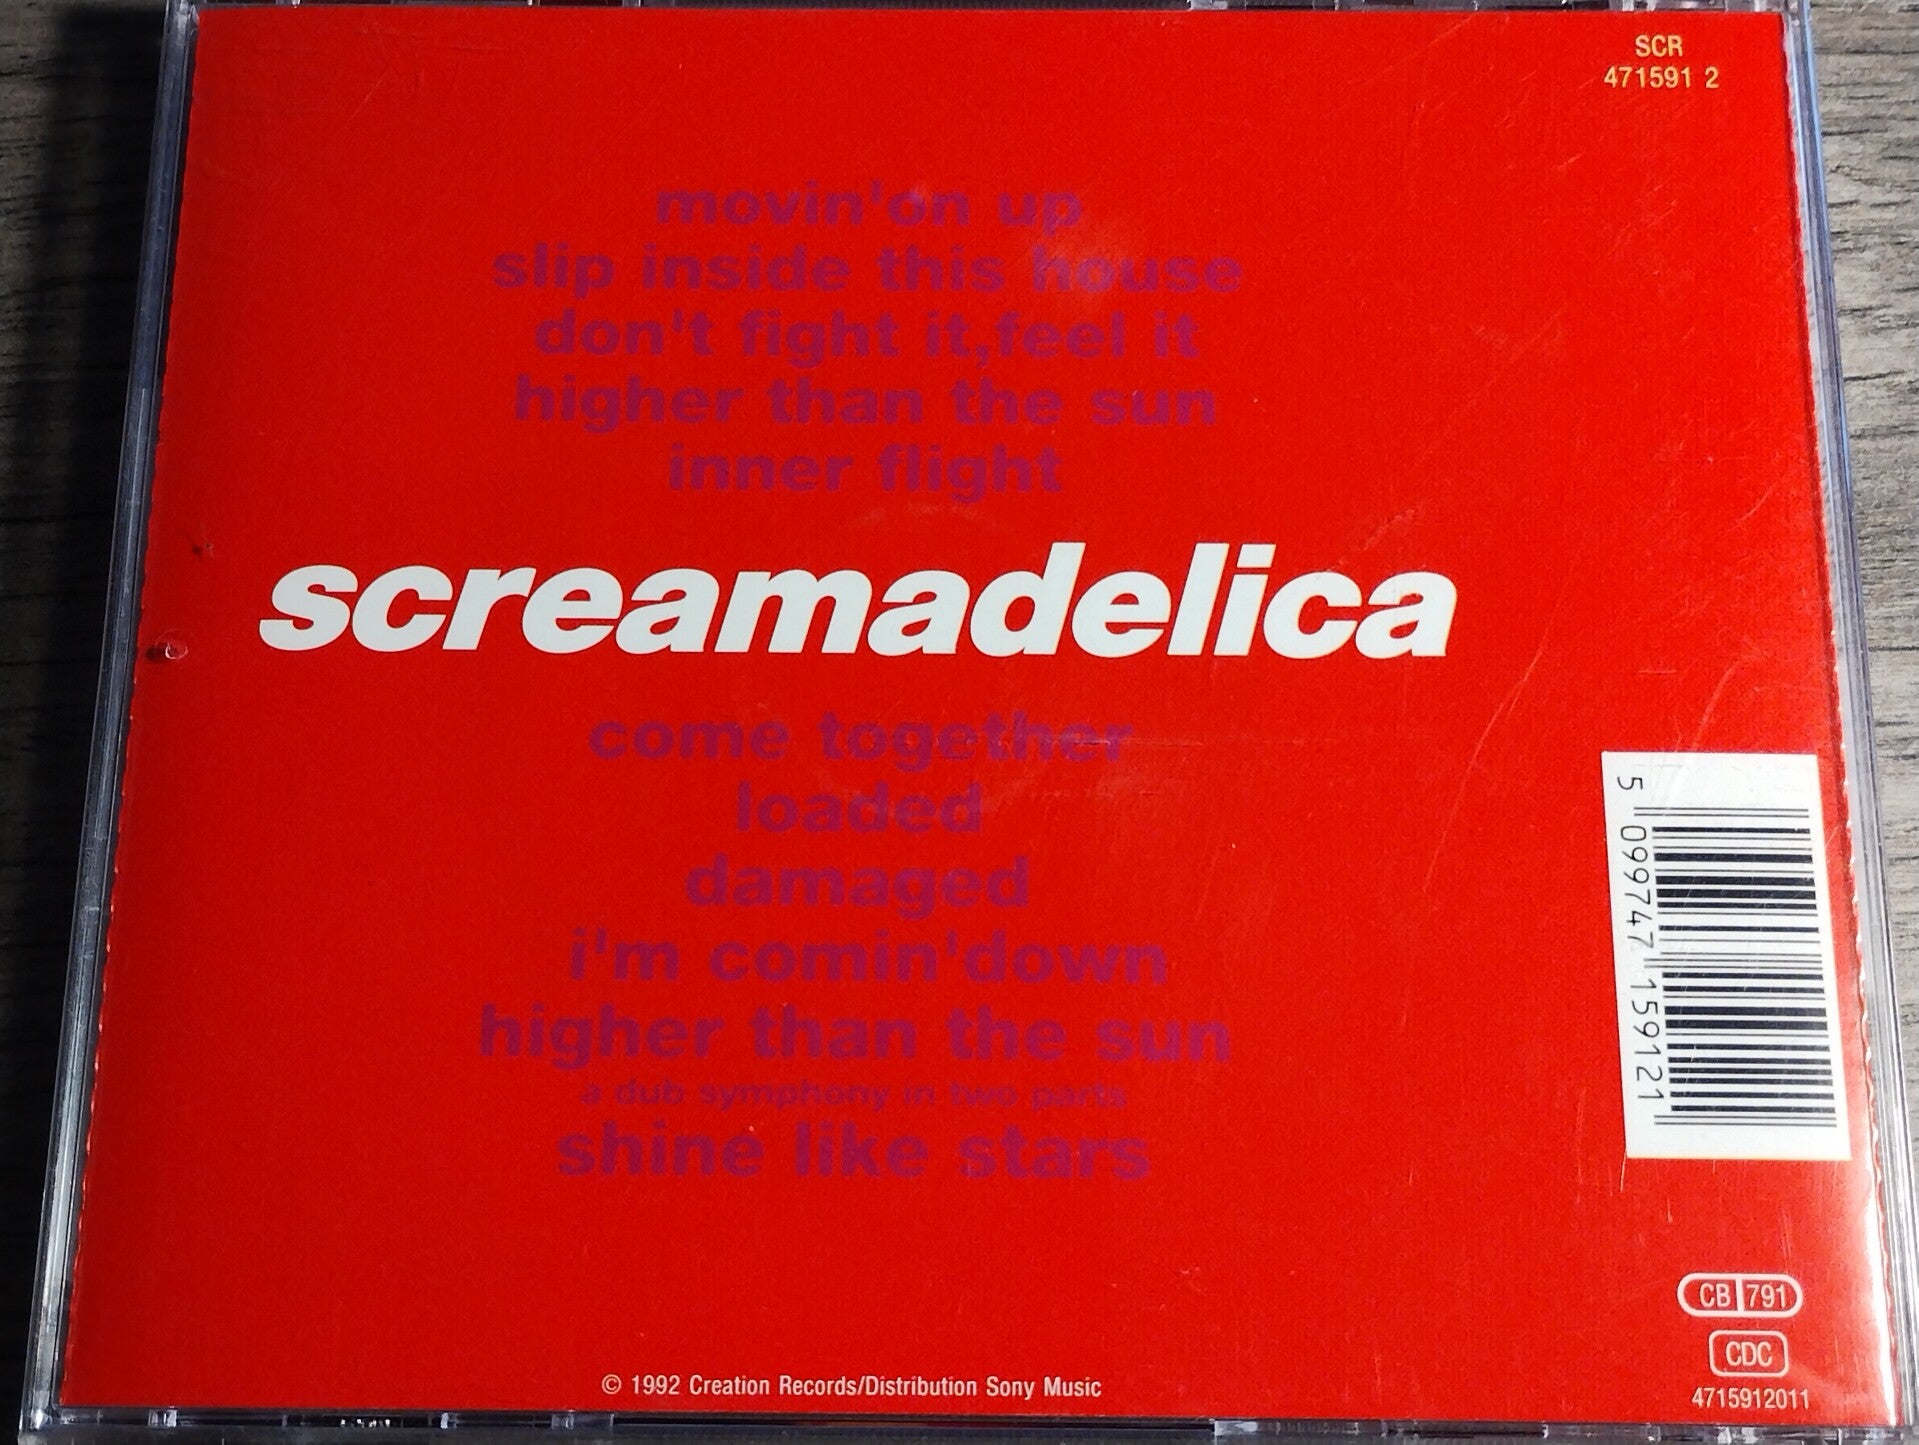 SCR
471591 2
movin'on up
slip inside this house
don't fight it,feel it
higher than the sun
inner flight
screamadelica
come together
loaded
damaged
i'm comin'down
higher than the sun
a dub symphony in two parts
shine like stars
5 099747 159121
CB 791
CDC
4715912011
© 1992 Creation Records/Distribution Sony Music